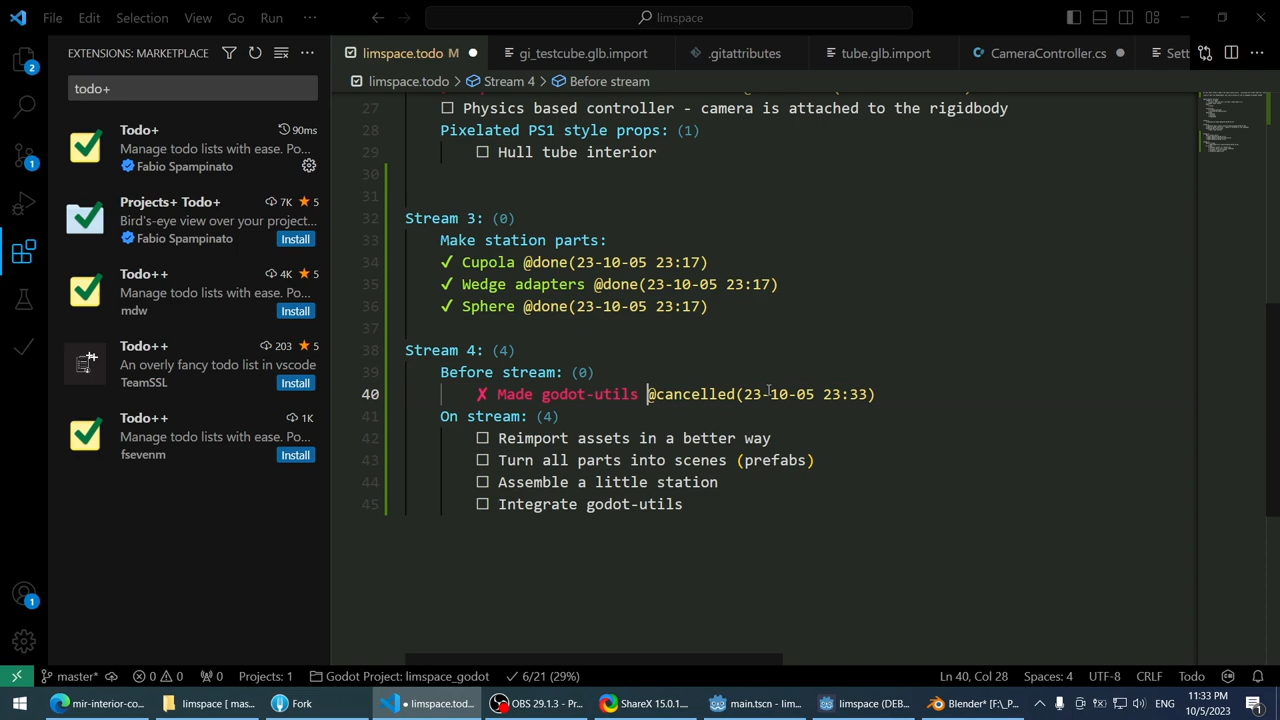 File Edit Selection View Go Run ···
limspace
EXTENSIONS: MARKETPLACE
todo+
Todo+ 90ms
Manage todo lists with ease. Po...
Fabio Spampinato
Projects+ Todo+ 7K 5
Bird's-eye view over your project...
Fabio Spampinato Install
Todo++ 4K 5
Manage todo lists with ease. Po...
mdw Install
Todo++ 203 5
An overly fancy todo list in vscode
TeamSSL Install
Todo++ 1K
Manage todo lists with ease. Po...
fsevenm Install
limspace.todo M gi_testcube.glb.import .gitattributes tube.glb.import CameraController.cs Sett
limspace.todo > Stream 4 > Before stream
27 ☐ Physics based controller - camera is attached to the rigidbody
28 Pixelated PS1 style props: (1)
29 ☐ Hull tube interior
30
31
32 Stream 3: (0)
33 Make station parts:
34 ✓ Cupola @done(23-10-05 23:17)
35 ✓ Wedge adapters @done(23-10-05 23:17)
36 ✓ Sphere @done(23-10-05 23:17)
37
38 Stream 4: (4)
39 Before stream: (0)
40 ✗ Made godot-utils @cancelled(23-10-05 23:33)
41 On stream: (4)
42 ☐ Reimport assets in a better way
43 ☐ Turn all parts into scenes (prefabs)
44 ☐ Assemble a little station
45 ☐ Integrate godot-utils
2
1
1
master* 0 0 0 Projects: 1 Godot Project: limspace_godot 6/21 (29%) Ln 40, Col 28 Spaces: 4 UTF-8 CRLF Todo
mir-interior-co... limspace [ mas... Fork • limspace.tod... OBS 29.1.3 - Pr... ShareX 15.0.1... main.tscn - lim... limspace (DEB... Blender* [F:\_P... ENG
11:33 PM
10/5/2023
1